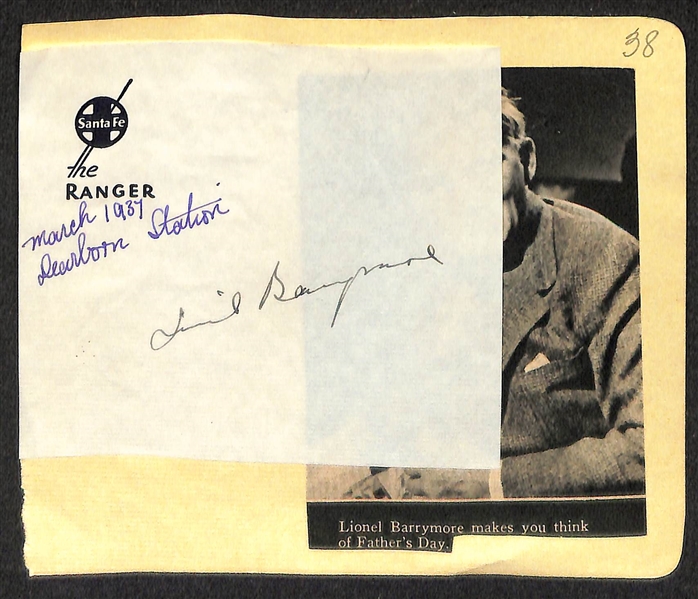 38
Santa Fe
the
RANGER
March 1937
Dearborn Station
Lionel Barrymore
Lionel Barrymore makes you think
of Father's Day.